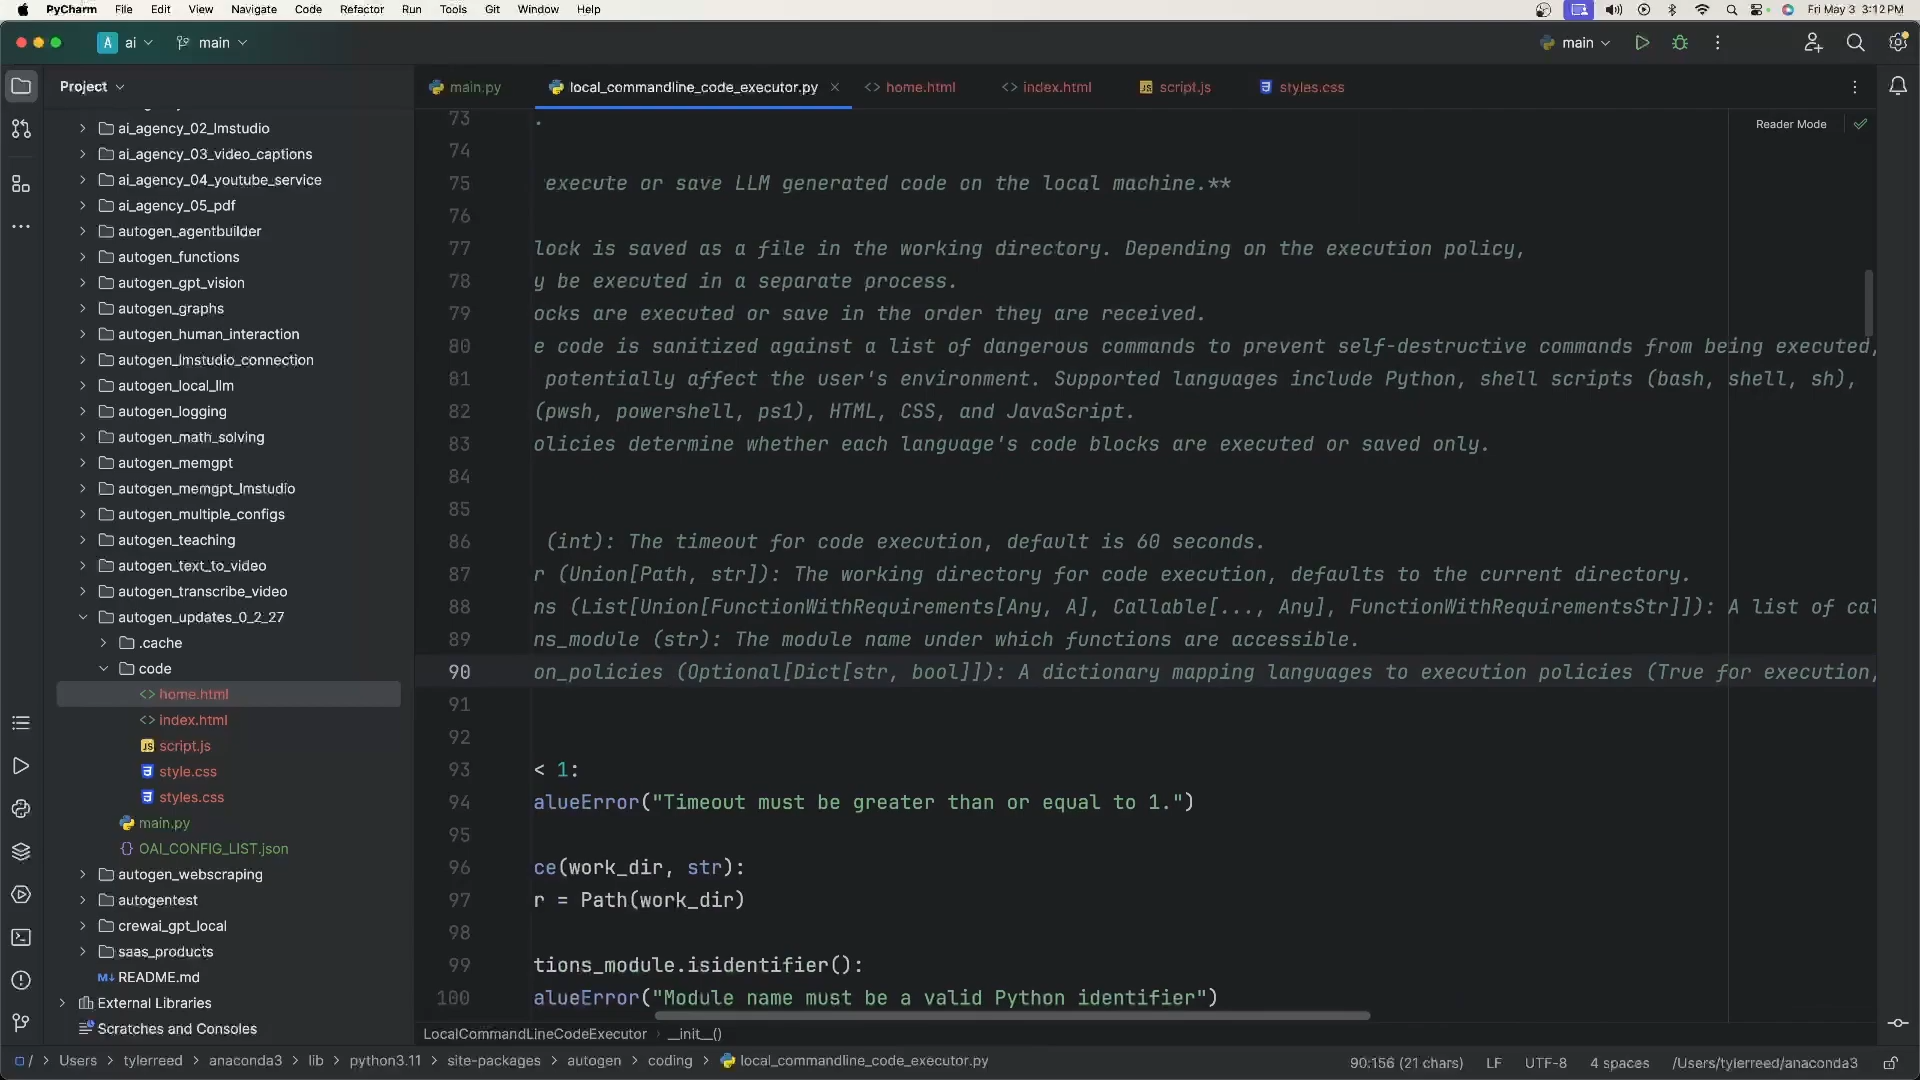 PyCharm File Edit View Navigate Code Refactor Run Tools Git Window Help Fri May 3 3:12 PM
A ai main main
Project
main.py local_commandline_code_executor.py home.html index.html script.js styles.css
Reader Mode
ai_agency_02_lmstudio
ai_agency_03_video_captions
ai_agency_04_youtube_service
ai_agency_05_pdf
autogen_agentbuilder
autogen_functions
autogen_gpt_vision
autogen_graphs
autogen_human_interaction
autogen_lmstudio_connection
autogen_local_llm
autogen_logging
autogen_math_solving
autogen_memgpt
autogen_memgpt_lmstudio
autogen_multiple_configs
autogen_teaching
autogen_text_to_video
autogen_transcribe_video
autogen_updates_0_2_27
.cache
code
home.html
index.html
script.js
style.css
styles.css
main.py
OAI_CONFIG_LIST.json
autogen_webscraping
autogentest
crewai_gpt_local
saas_products
README.md
External Libraries
Scratches and Consoles
73 .
74
75 execute or save LLM generated code on the local machine.**
76
77 lock is saved as a file in the working directory. Depending on the execution policy,
78 y be executed in a separate process.
79 ocks are executed or save in the order they are received.
80 e code is sanitized against a list of dangerous commands to prevent self-destructive commands from being executed,
81 potentially affect the user's environment. Supported languages include Python, shell scripts (bash, shell, sh),
82 (pwsh, powershell, ps1), HTML, CSS, and JavaScript.
83 olicies determine whether each language's code blocks are executed or saved only.
84
85
86 (int): The timeout for code execution, default is 60 seconds.
87 r (Union[Path, str]): The working directory for code execution, defaults to the current directory.
88 ns (List[Union[FunctionWithRequirements[Any, A], Callable[..., Any], FunctionWithRequirementsStr]]): A list of cal
89 ns_module (str): The module name under which functions are accessible.
90 on_policies (Optional[Dict[str, bool]]): A dictionary mapping languages to execution policies (True for execution,
91
92
93 < 1:
94 alueError("Timeout must be greater than or equal to 1.")
95
96 ce(work_dir, str):
97 r = Path(work_dir)
98
99 tions_module.isidentifier():
100 alueError("Module name must be a valid Python identifier")
LocalCommandLineCodeExecutor › __init__()
/ › Users › tylerreed › anaconda3 › lib › python3.11 › site-packages › autogen › coding › local_commandline_code_executor.py 90:156 (21 chars) LF UTF-8 4 spaces /Users/tylerreed/anaconda3